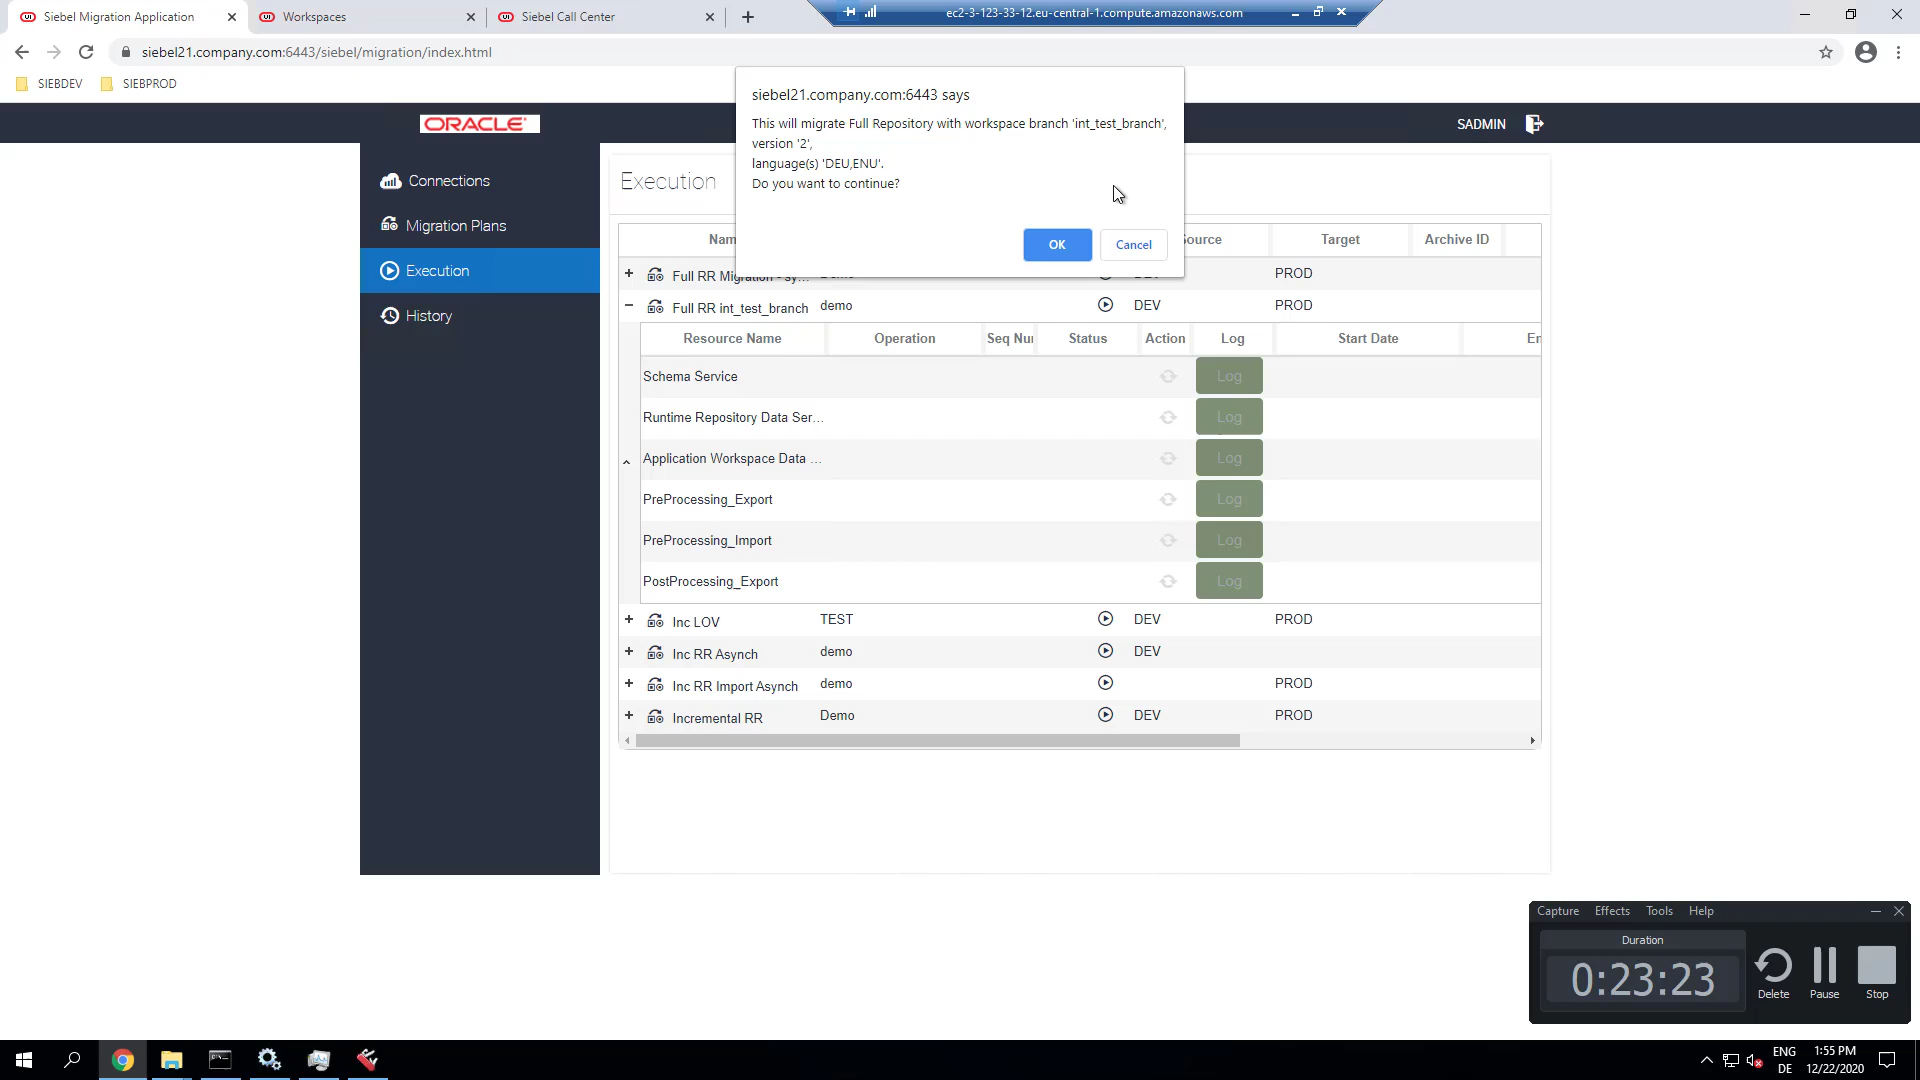 Siebel Migration Application
Workspaces
Siebel Call Center
ec2-3-123-33-12.eu-central-1.compute.amazonaws.com
siebel21.company.com:6443/siebel/migration/index.html
SIEBDEV
SIEBPROD
siebel21.company.com:6443 says
This will migrate Full Repository with workspace branch 'int_test_branch',
version '2',
language(s) 'DEU,ENU'.
Do you want to continue?
OK
Cancel
ORACLE
SADMIN
Connections
Migration Plans
Execution
History
Execution
Target
Archive ID
Full RR Migration - sy...
PROD
Full RR int_test_branch demo DEV PROD
Resource Name Operation Seq Nu Status Action Log Start Date En
Schema Service Log
Runtime Repository Data Ser... Log
Application Workspace Data ... Log
PreProcessing_Export Log
PreProcessing_Import Log
PostProcessing_Export Log
Inc LOV TEST DEV PROD
Inc RR Asynch demo DEV
Inc RR Import Asynch demo PROD
Incremental RR Demo DEV PROD
Capture Effects Tools Help
Duration
0:23:23
Delete Pause Stop
ENG 1:55 PM
DE 12/22/2020